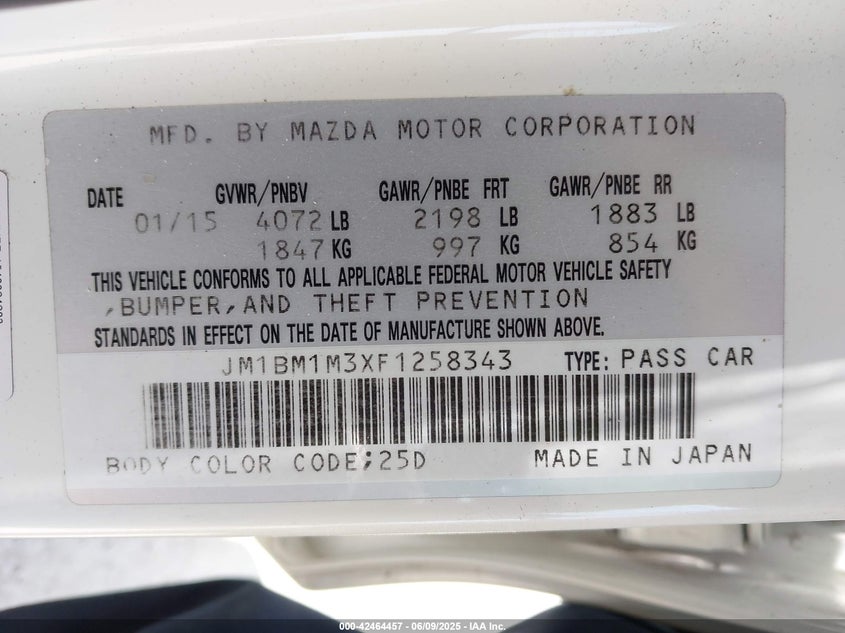 MFD. BY MAZDA MOTOR CORPORATION
DATE GVWR/PNBV GAWR/PNBE FRT GAWR/PNBE RR
01/15 4072 LB 2198 LB 1883 LB
1847 KG 997 KG 854 KG
THIS VEHICLE CONFORMS TO ALL APPLICABLE FEDERAL MOTOR VEHICLE SAFETY
,BUMPER,AND THEFT PREVENTION
STANDARDS IN EFFECT ON THE DATE OF MANUFACTURE SHOWN ABOVE.
JM1BM1M3XF1258343 TYPE: PASS CAR
BODY COLOR CODE;25D MADE IN JAPAN
000-42464457 - 06/09/2025 - IAA Inc.